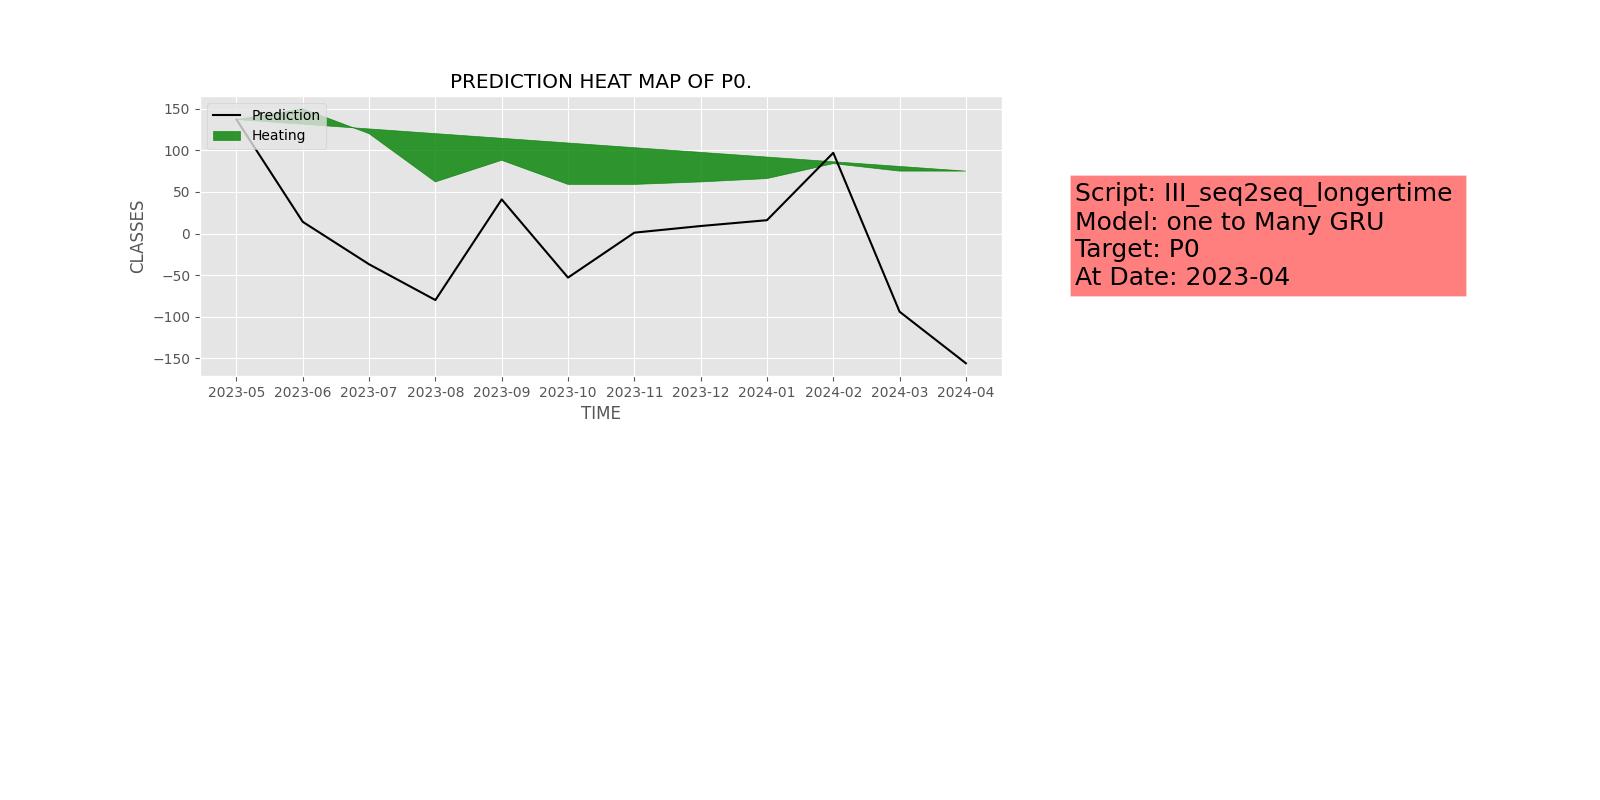 PREDICTION HEAT MAP OF P0.
150
100
50
0
−50
−100
−150
CLASSES
Prediction
Heating
2023-05 2023-06 2023-07 2023-08 2023-09 2023-10 2023-11 2023-12 2024-01 2024-02 2024-03 2024-04
TIME
Script: III_seq2seq_longertime
Model: one to Many GRU
Target: P0
At Date: 2023-04